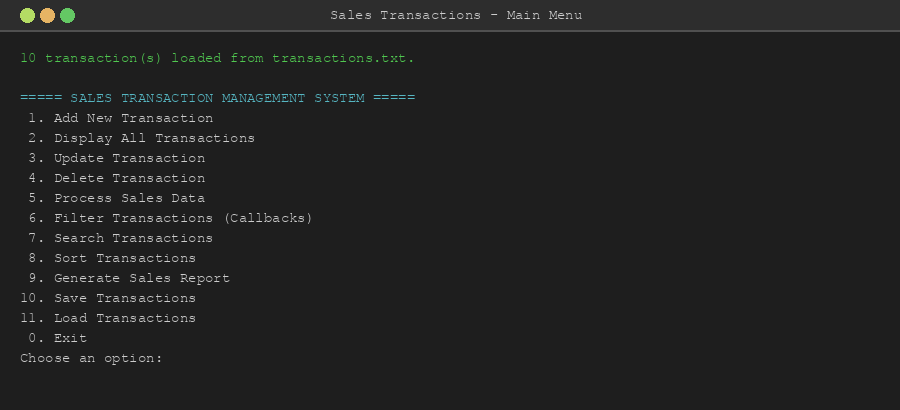 Sales Transactions - Main Menu
10 transaction(s) loaded from transactions.txt.
===== SALES TRANSACTION MANAGEMENT SYSTEM =====
1. Add New Transaction
2. Display All Transactions
3. Update Transaction
4. Delete Transaction
5. Process Sales Data
6. Filter Transactions (Callbacks)
7. Search Transactions
8. Sort Transactions
9. Generate Sales Report
10. Save Transactions
11. Load Transactions
0. Exit
Choose an option: